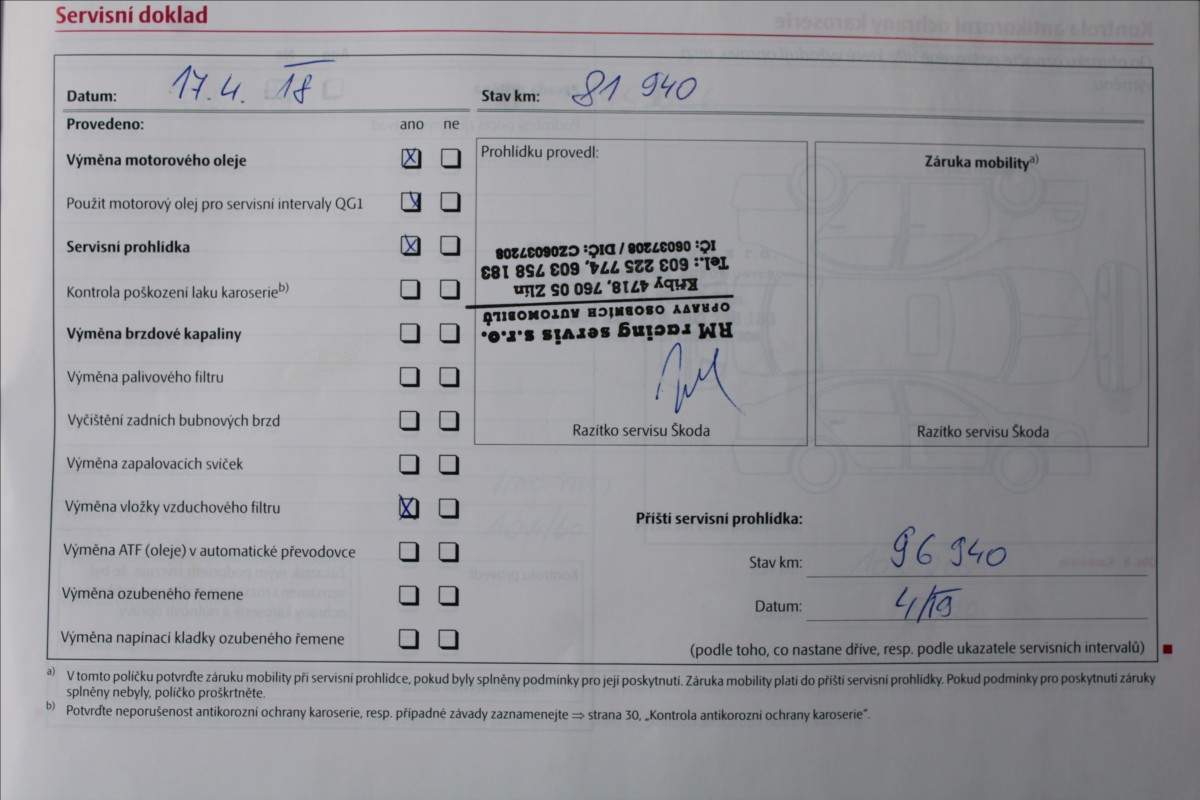 Servisní doklad
Datum: 17.4. 18
Stav km: 81 940
Provedeno: ano ne
Výměna motorového oleje
Použit motorový olej pro servisní intervaly QG1
Servisní prohlídka
Kontrola poškození laku karoserie b)
Výměna brzdové kapaliny
Výměna palivového filtru
Vyčištění zadních bubnových brzd
Výměna zapalovacích svíček
Výměna vložky vzduchového filtru
Výměna ATF (oleje) v automatické převodovce
Výměna ozubeného řemene
Výměna napínací kladky ozubeného řemene
Prohlídku provedl:
RM racing servis s.r.o.
OPRAVY OSOBNÍCH AUTOMOBILŮ
Křiby 4718, 760 05 Zlín
Tel.: 603 225 774, 603 758 183
IČ: 06037208 / DIČ: CZ06037208
Razítko servisu Škoda
Záruka mobility a)
Razítko servisu Škoda
Příští servisní prohlídka:
Stav km: 96 940
Datum: 4/19
(podle toho, co nastane dříve, resp. podle ukazatele servisních intervalů)
a) V tomto políčku potvrďte záruku mobility při servisní prohlídce, pokud byly splněny podmínky pro její poskytnutí. Záruka mobility platí do příští servisní prohlídky. Pokud podmínky pro poskytnutí záruky
splněny nebyly, políčko proškrtněte.
b) Potvrďte neporušenost antikorozní ochrany karoserie, resp. případné závady zaznamenejte ⇒ strana 30, „Kontrola antikorozní ochrany karoserie“.